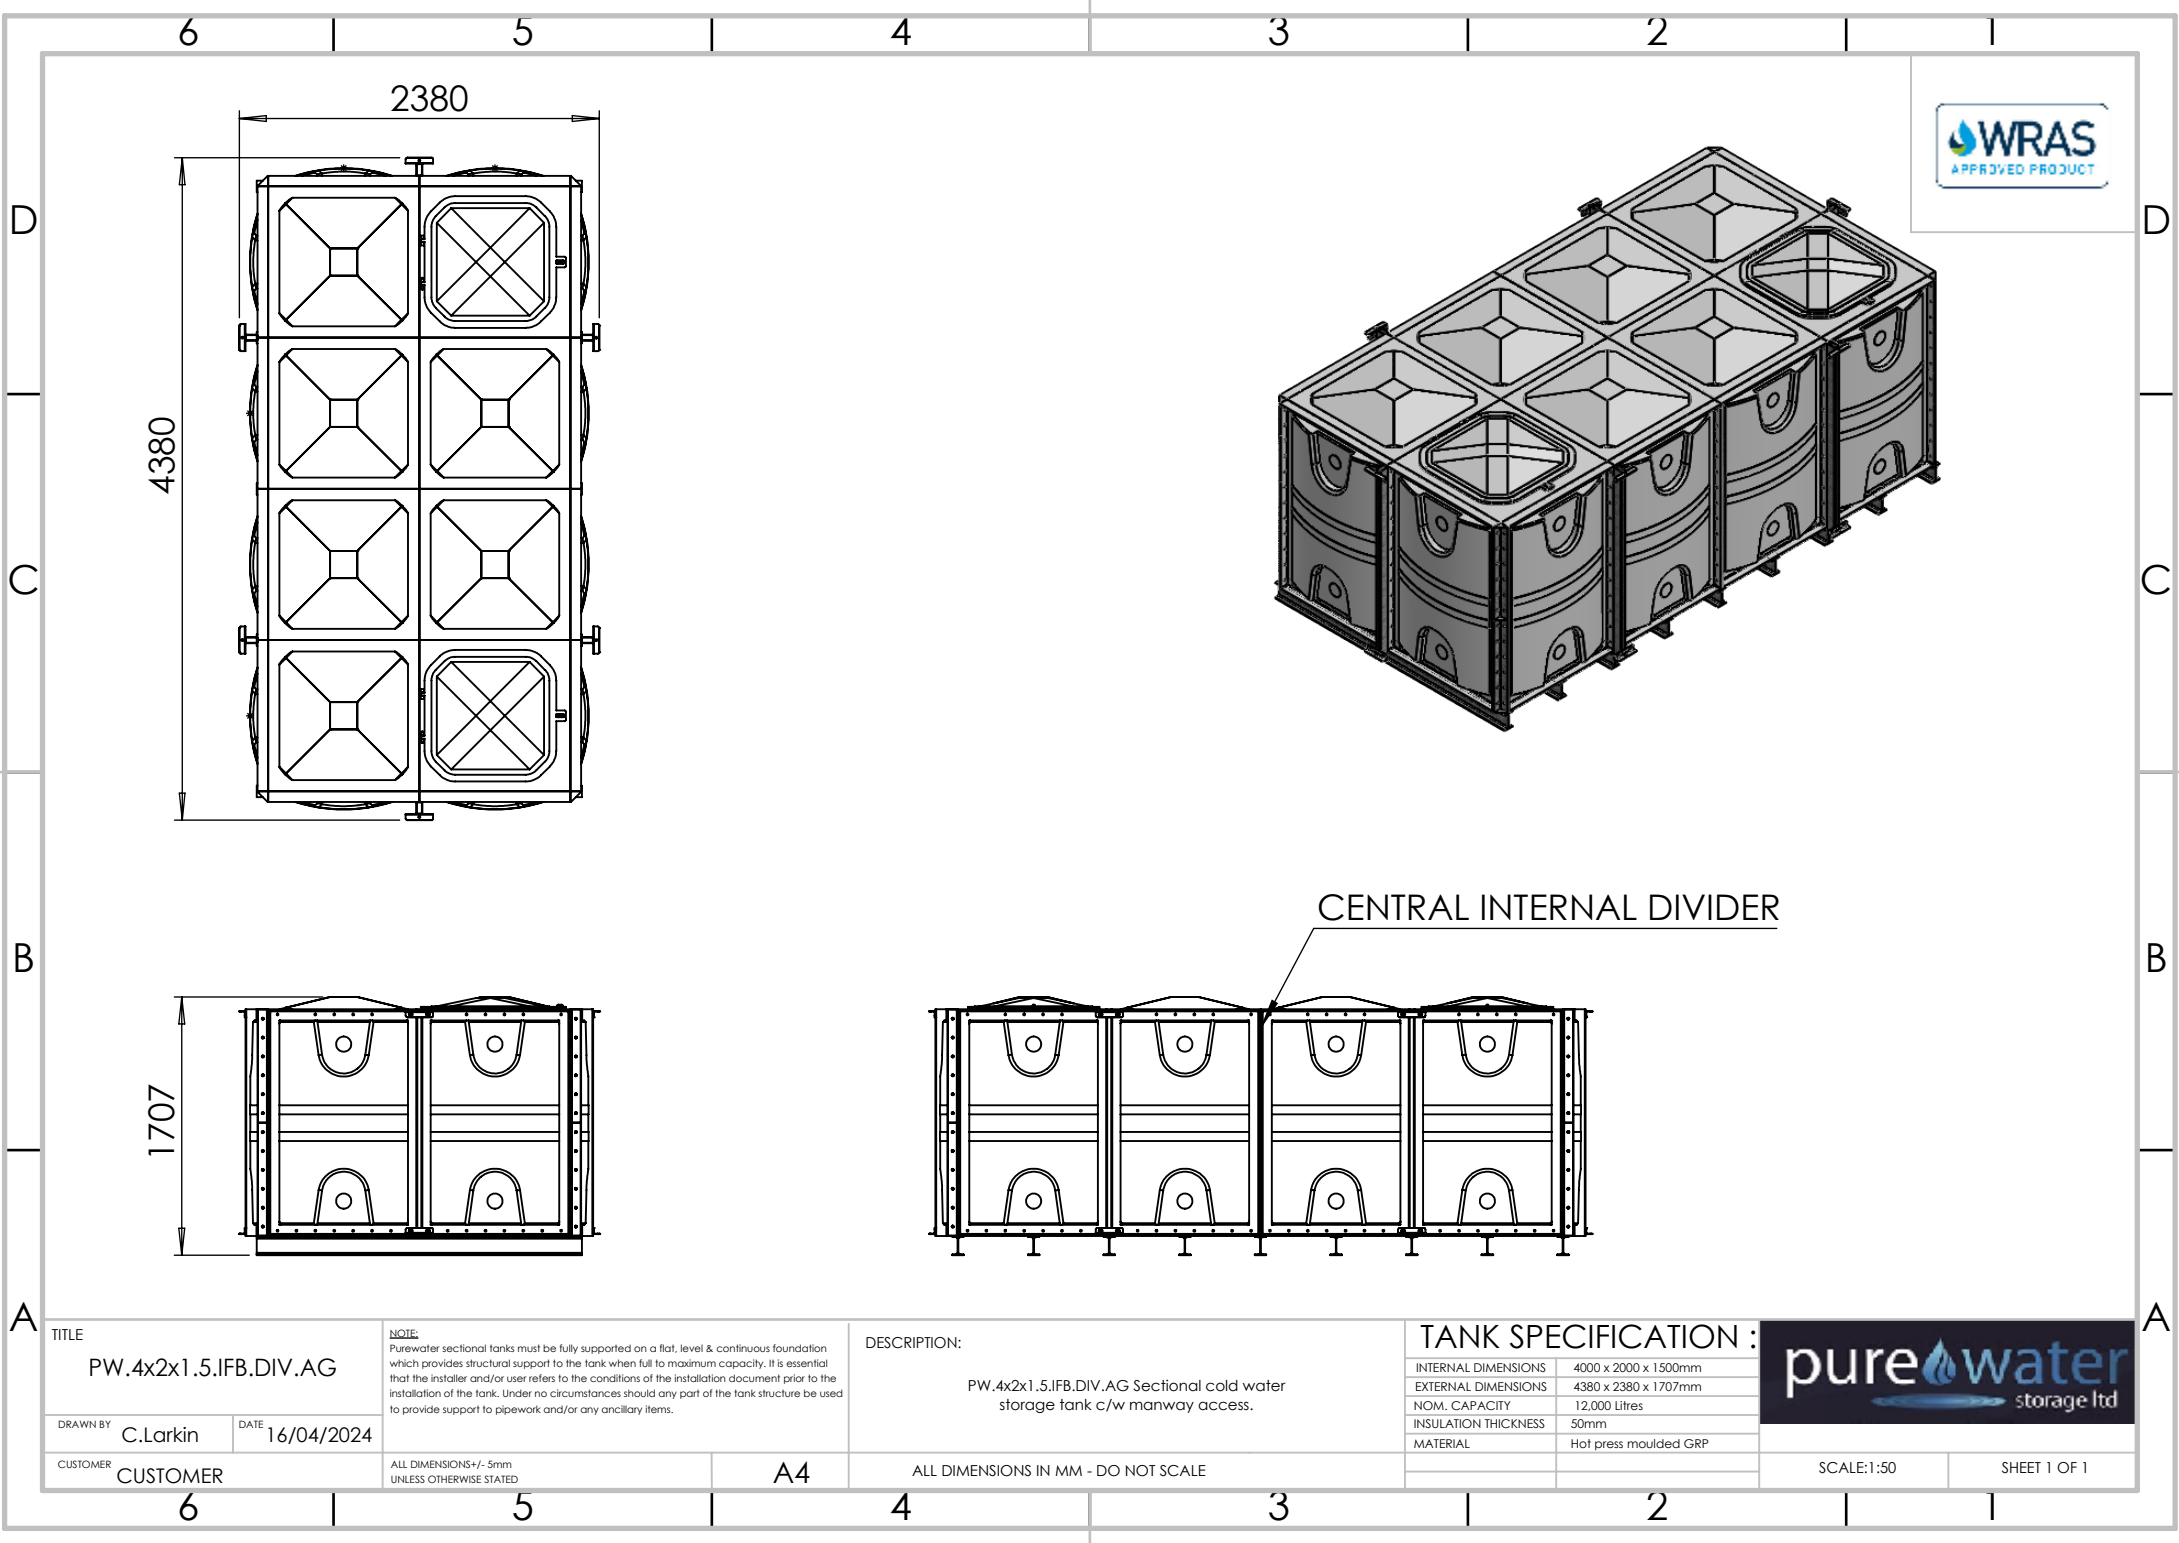 6 5 4 3 2 1
D
C
B
A
D
C
B
A
2380
4380
WRAS
APPROVED PRODUCT
CENTRAL INTERNAL DIVIDER
1707
TITLE
PW.4x2x1.5.IFB.DIV.AG
DRAWN BY C.Larkin
DATE 16/04/2024
CUSTOMER CUSTOMER
NOTE:
Purewater sectional tanks must be fully supported on a flat, level & continuous foundation
which provides structural support to the tank when full to maximum capacity. It is essential
that the installer and/or user refers to the conditions of the installation document prior to the
installation of the tank. Under no circumstances should any part of the tank structure be used
to provide support to pipework and/or any ancillary items.
ALL DIMENSIONS+/- 5mm
UNLESS OTHERWISE STATED
A4
DESCRIPTION:
PW.4x2x1.5.IFB.DIV.AG Sectional cold water
storage tank c/w manway access.
ALL DIMENSIONS IN MM - DO NOT SCALE
TANK SPECIFICATION :
INTERNAL DIMENSIONS 4000 x 2000 x 1500mm
EXTERNAL DIMENSIONS 4380 x 2380 x 1707mm
NOM. CAPACITY 12,000 Litres
INSULATION THICKNESS 50mm
MATERIAL Hot press moulded GRP
pure water
storage ltd
SCALE:1:50
SHEET 1 OF 1
6 5 4 3 2 1